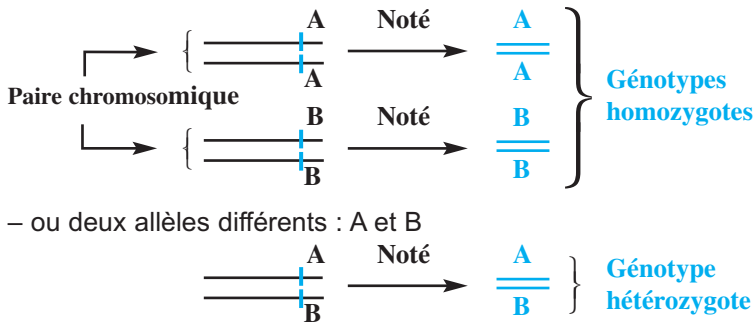 A Noté A
A A
Paire chromosomique
Génotypes
homozygotes
B Noté B
B B
– ou deux allèles différents : A et B
A Noté A
Génotype
B B hétérozygote